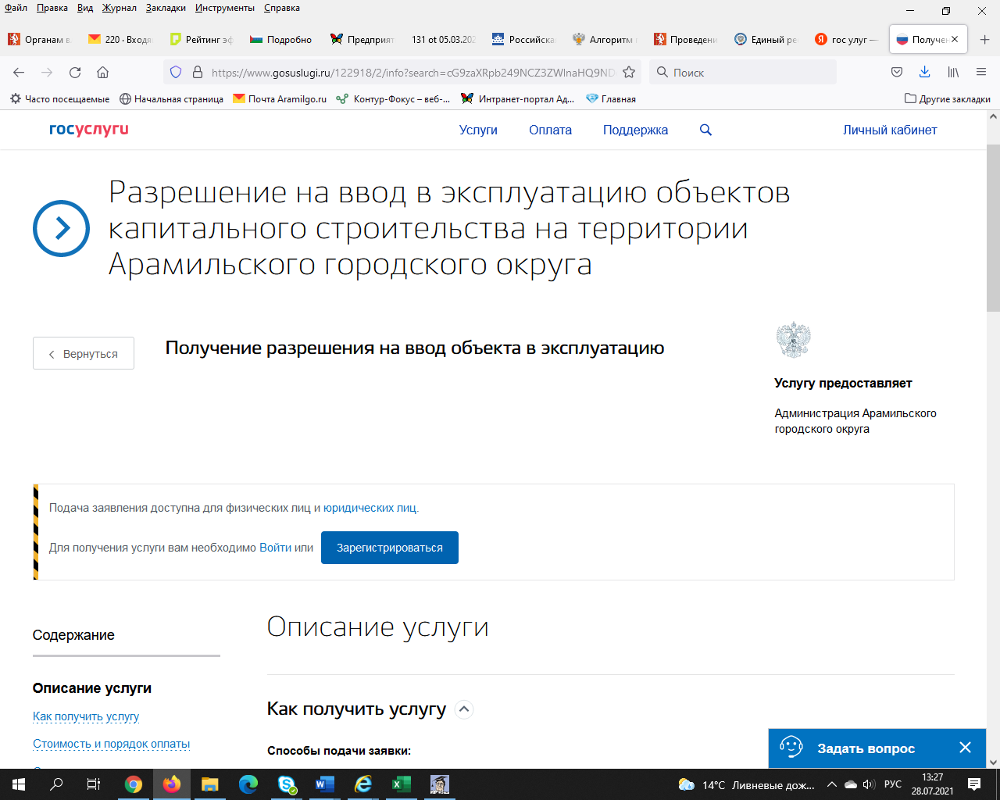 Файл Правка Вид Журнал Закладки Инструменты Справка
Органам в 220 · Входя Рейтинг эф Подробно Предприят 131 от 05.03.202 Российска Алгоритм Проведени Единый ре гос улуг — Получен
https://www.gosuslugi.ru/122918/2/info?search=cG9zaXRpb249NCZ3ZWlnaHQ9ND Поиск
Часто посещаемые Начальная страница Почта Aramilgo.ru Контур-Фокус – веб-... Интранет-портал Ад... Главная Другие закладки
госуслуги Услуги Оплата Поддержка Личный кабинет
Разрешение на ввод в эксплуатацию объектов
капитального строительства на территории
Арамильского городского округа
Вернуться Получение разрешения на ввод объекта в эксплуатацию
Услугу предоставляет
Администрация Арамильского
городского округа
Подача заявления доступна для физических лиц и юридических лиц.
Для получения услуги вам необходимо Войти или Зарегистрироваться
Содержание
Описание услуги
Как получить услугу
Стоимость и порядок оплаты
Описание услуги
Как получить услугу
Способы подачи заявки:
Задать вопрос
14°C Ливневые дож... РУС 13:27
28.07.2021